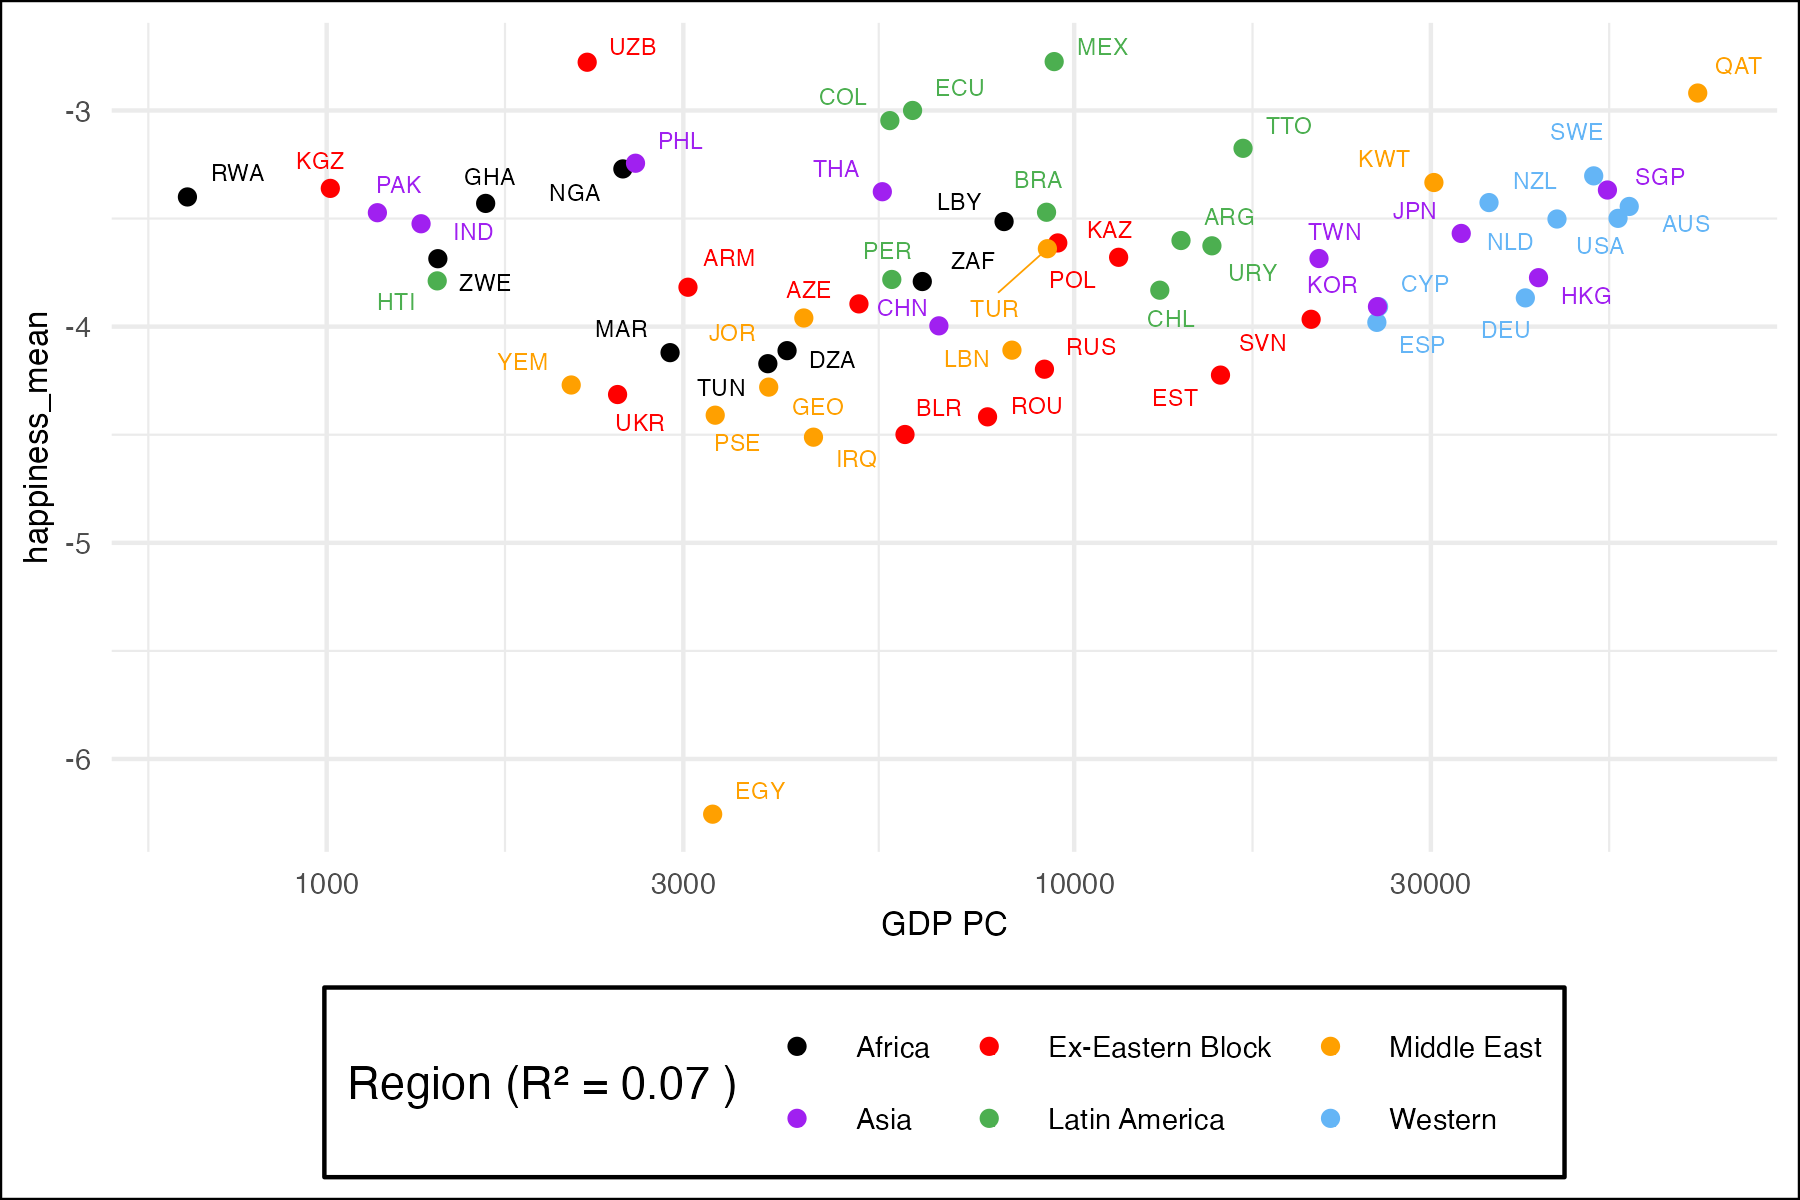 UZB
MEX
QAT
COL
ECU
-3
TTO
SWE
PHL
KGZ
KWT
RWA
THA
PAK
GHA
BRA
NZL
SGP
NGA
LBY
JPN
ARG
AUS
IND
KAZ
TWN
NLD
USA
PER
ARM
ZAF
URY
ZWE
POL
KOR
CYP
HTI
AZE
CHN
TUR
HKG
CHL
-4
MAR
JOR
DEU
SVN
ESP
RUS
YEM
DZA
LBN
TUN
EST
GEO
BLR
ROU
UKR
PSE
IRQ
happiness_mean
-5
-6
EGY
1000 3000 10000 30000
GDP PC
Region (R² = 0.07 )
Africa Ex-Eastern Block Middle East
Asia Latin America Western